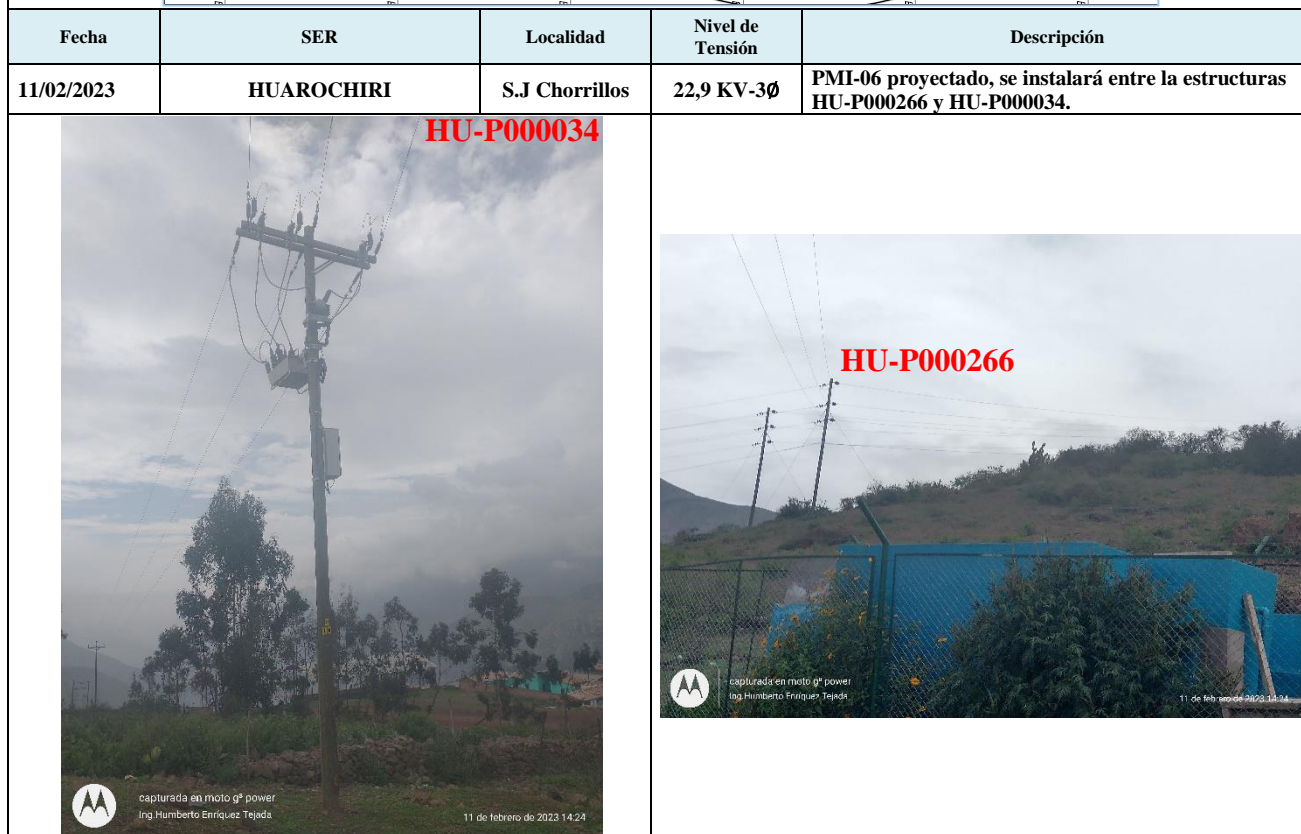 Fecha
SER
Localidad
Nivel de
Tensión
Descripción
11/02/2023
HUAROCHIRI
S.J Chorrillos
22,9 KV-3Ø
PMI-06 proyectado, se instalará entre la estructuras
HU-P000266 y HU-P000034.
HU-P000034
capturada en moto g⁸ power
Ing.Humberto Enríquez Tejada
11 de febrero de 2023 14:24
HU-P000266
capturada en moto g⁸ power
Ing.Humberto Enríquez Tejada
11 de febrero de 2023 14:24